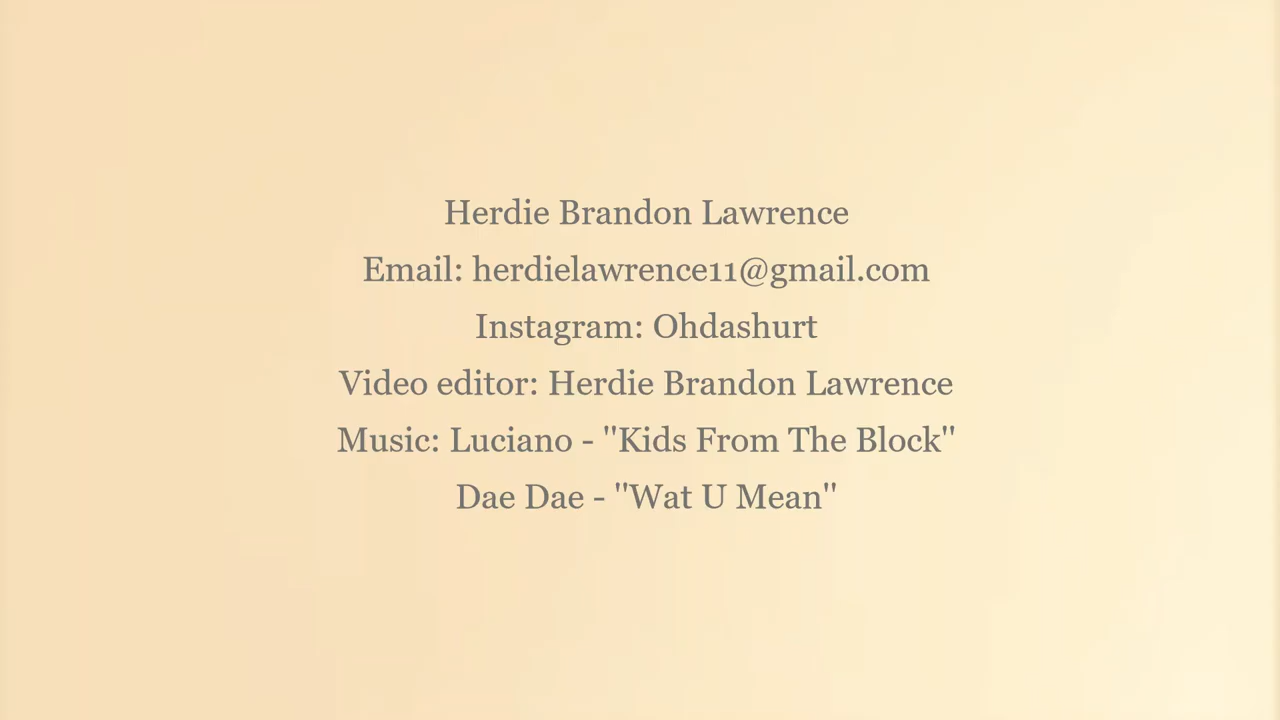 Herdie Brandon Lawrence
Email: herdielawrence11@gmail.com
Instagram: Ohdashurt
Video editor: Herdie Brandon Lawrence
Music: Luciano - "Kids From The Block"
Dae Dae - "Wat U Mean"